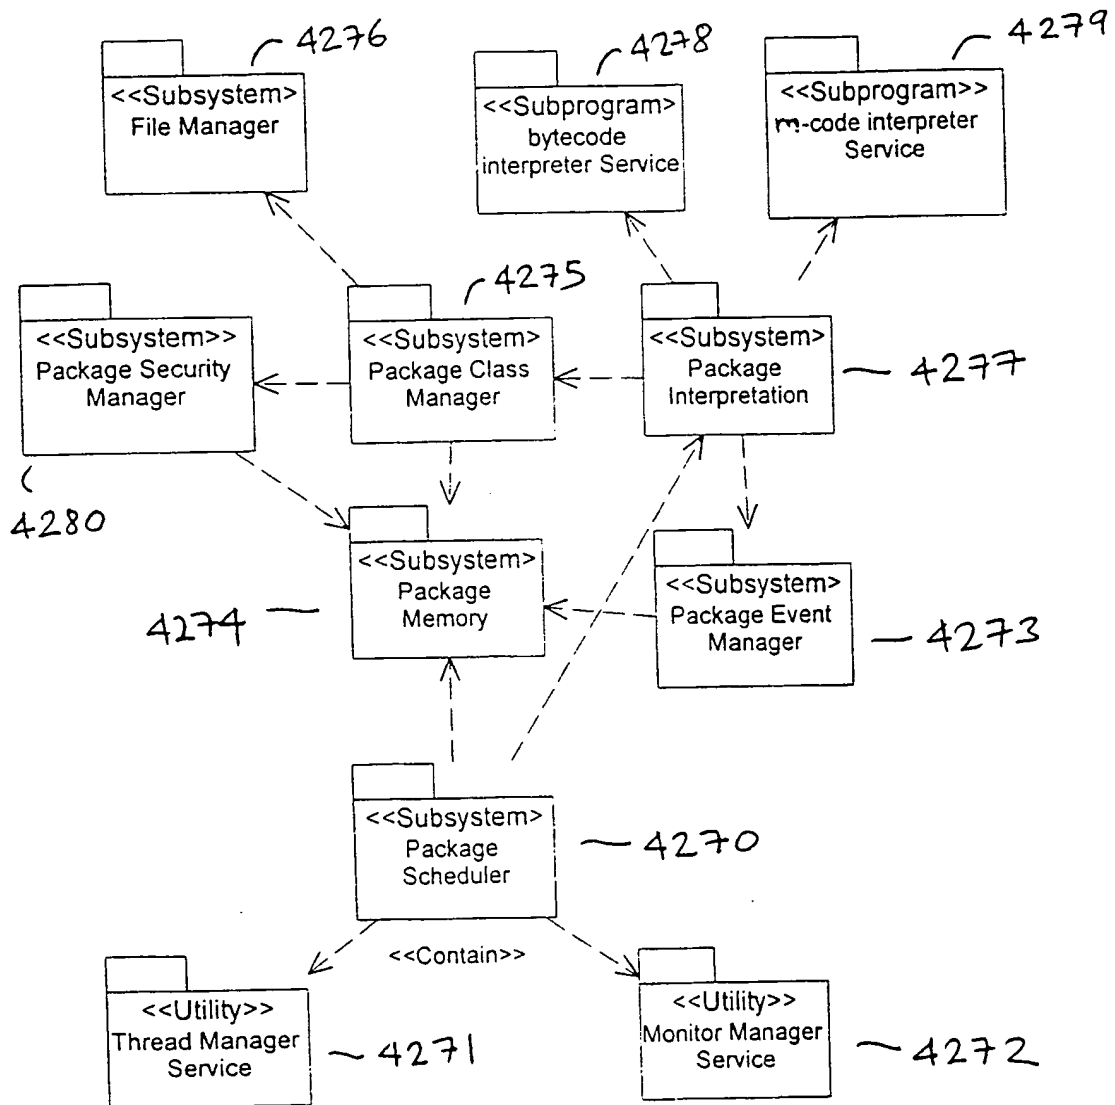 4276
<<Subsystem>
File Manager
4278
<<Subprogram>
bytecode
interpreter Service
4279
<<Subprogram>>
m-code interpreter
Service
4275
<<Subsystem>>
Package Security
Manager
4280
<<Subsystem>
Package Class
Manager
<<Subsystem>
Package
Interpretation
4277
<<Subsystem>
Package
Memory
4274
<<Subsystem>
Package Event
Manager
4273
<<Subsystem>
Package
Scheduler
4270
<<Contain>>
<<Utility>>
Thread Manager
Service
4271
<<Utility>>
Monitor Manager
Service
4272